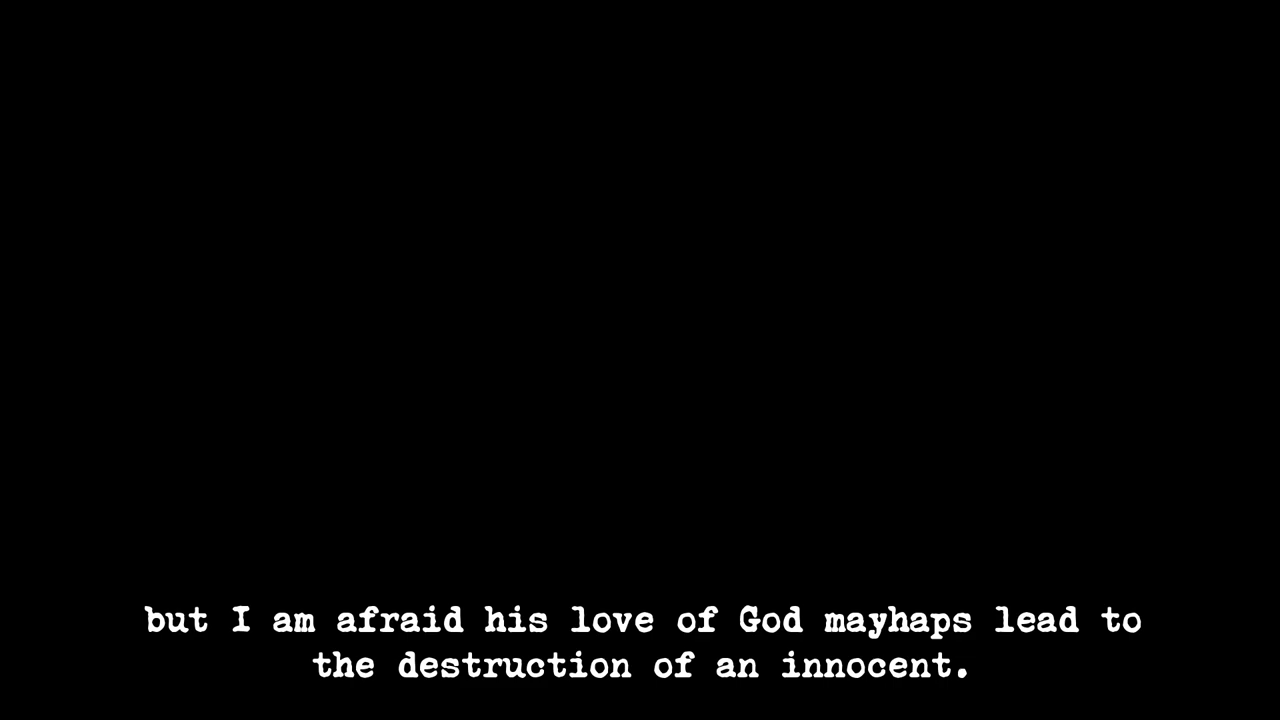 but I am afraid his love of God mayhaps lead to
the destruction of an innocent.